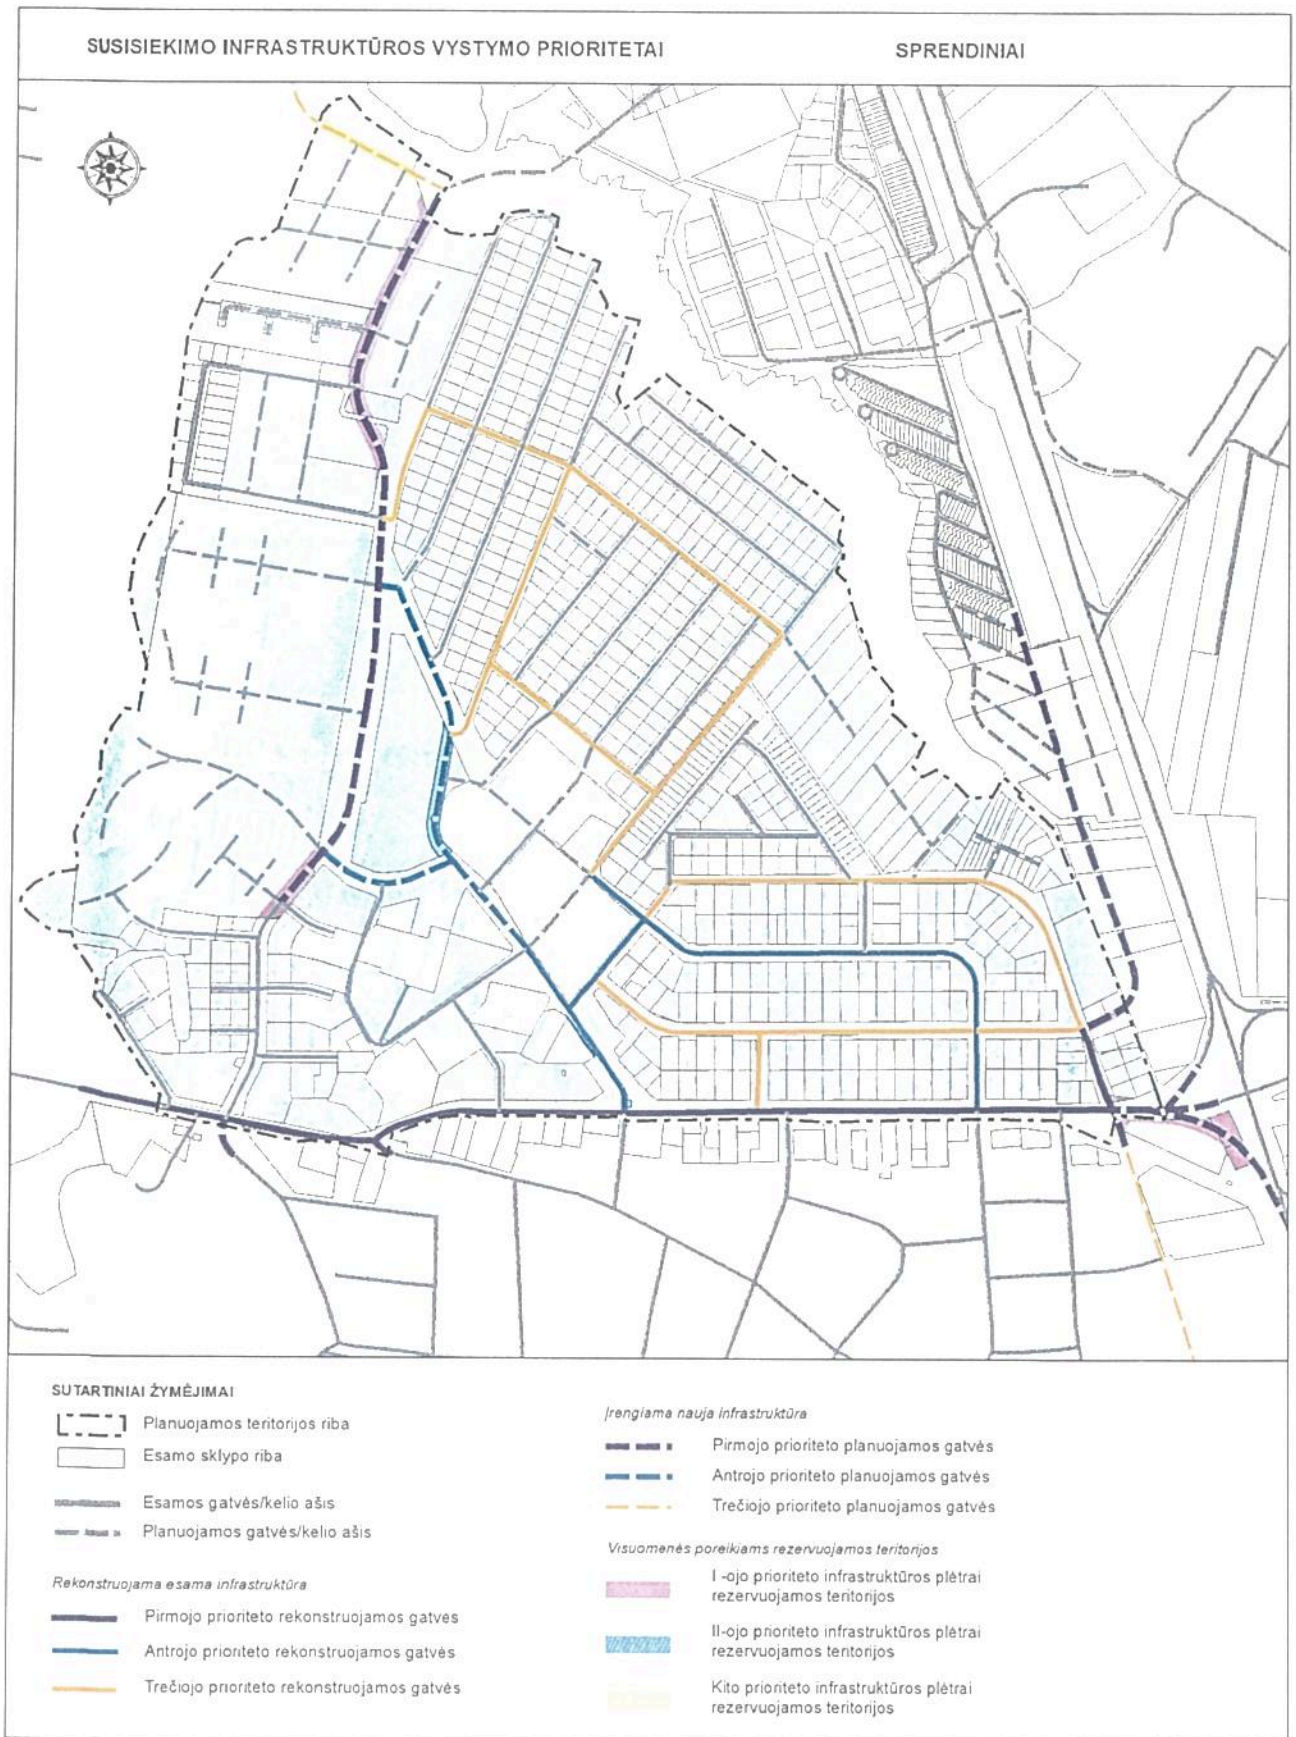 SUSISIEKIMO INFRASTRUKTŪROS VYSTYMO PRIORITETAI
SPRENDINIAI
SUTARTINIAI ŽYMĖJIMAI
Planuojamos teritorijos riba
Esamo sklypo riba
Esamos gatvės/kelio ašis
Planuojamos gatvės/kelio ašis
Rekonstruojama esama infrastruktūra
Pirmojo prioriteto rekonstruojamos gatvės
Antrojo prioriteto rekonstruojamos gatvės
Trečiojo prioriteto rekonstruojamos gatvės
Įrengiama nauja infrastruktūra
Pirmojo prioriteto planuojamos gatvės
Antrojo prioriteto planuojamos gatvės
Trečiojo prioriteto planuojamos gatvės
Visuomenės poreikiams rezervuojamos teritorijos
I -ojo prioriteto infrastruktūros plėtrai
rezervuojamos teritorijos
II-ojo prioriteto infrastruktūros plėtrai
rezervuojamos teritorijos
Kito prioriteto infrastruktūros plėtrai
rezervuojamos teritorijos